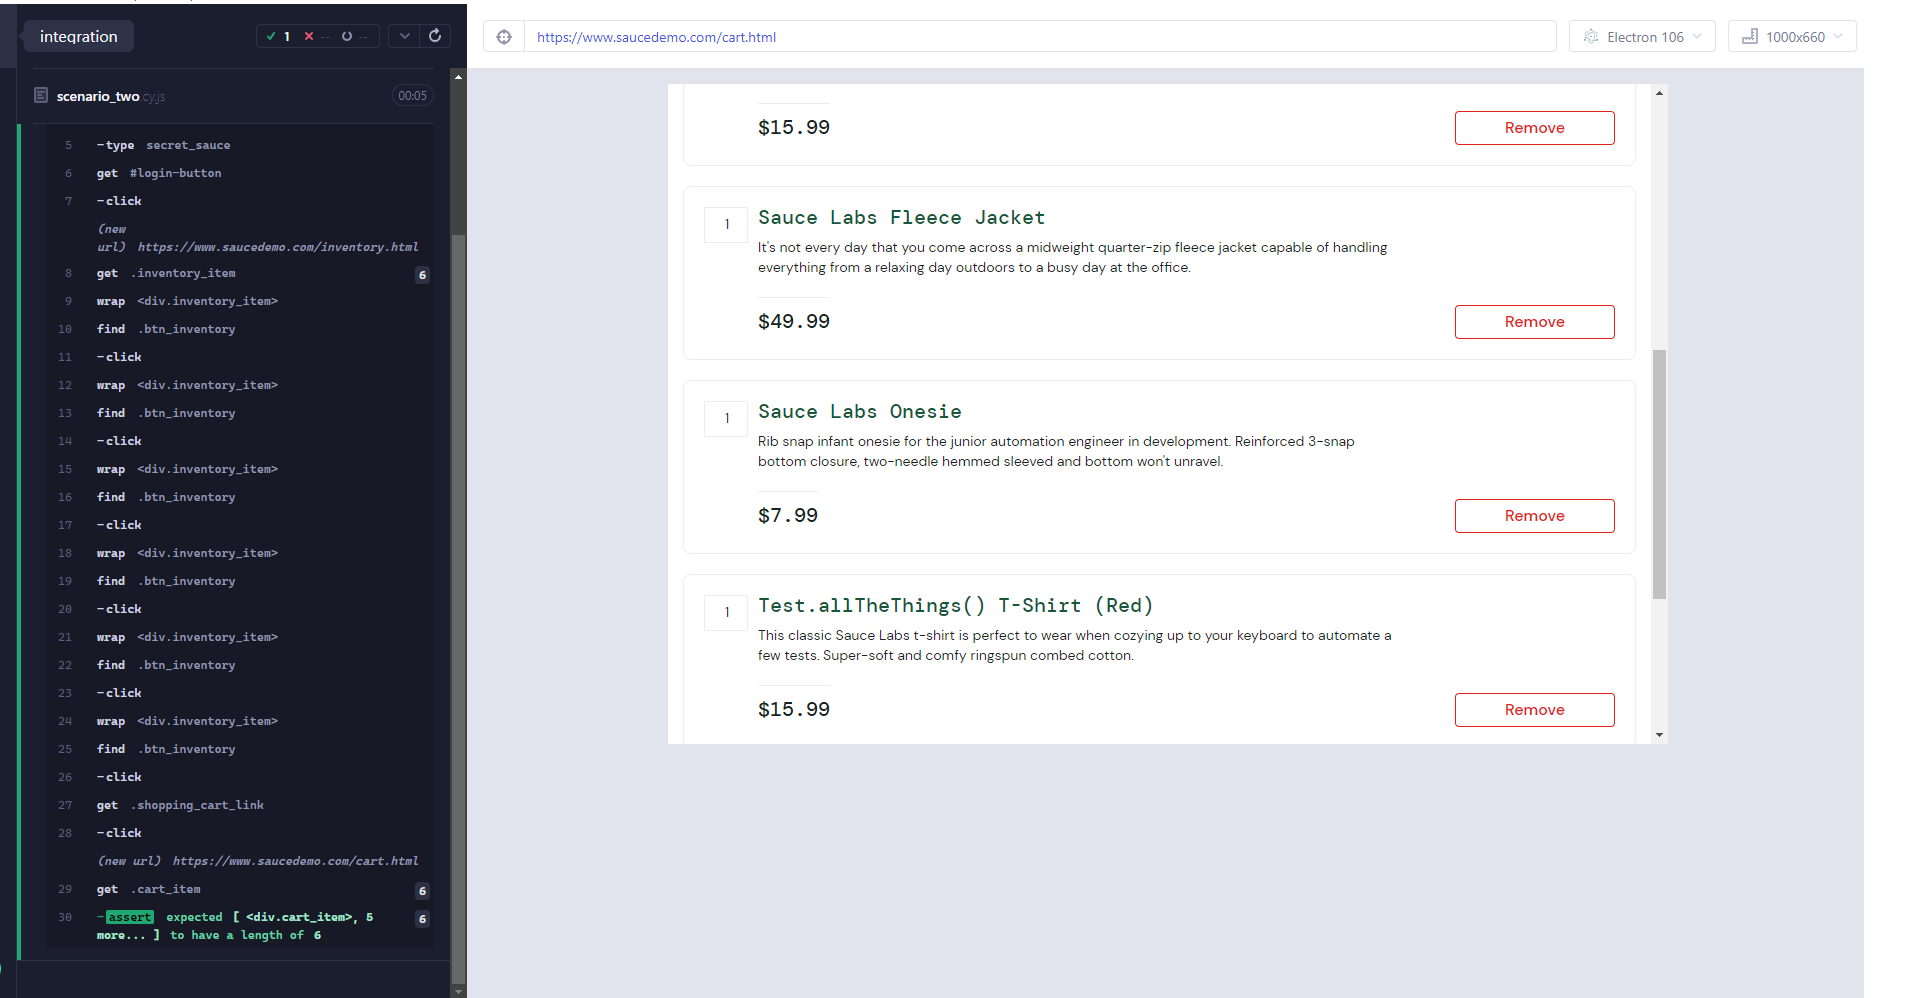 integration
1
--
--
scenario_two.cy.js
00:05
5 -type secret_sauce
6 get #login-button
7 -click
(new
url) https://www.saucedemo.com/inventory.html
8 get .inventory_item 6
9 wrap <div.inventory_item>
10 find .btn_inventory
11 -click
12 wrap <div.inventory_item>
13 find .btn_inventory
14 -click
15 wrap <div.inventory_item>
16 find .btn_inventory
17 -click
18 wrap <div.inventory_item>
19 find .btn_inventory
20 -click
21 wrap <div.inventory_item>
22 find .btn_inventory
23 -click
24 wrap <div.inventory_item>
25 find .btn_inventory
26 -click
27 get .shopping_cart_link
28 -click
(new url) https://www.saucedemo.com/cart.html
29 get .cart_item 6
30 -assert expected [ <div.cart_item>, 5 6
more... ] to have a length of 6
https://www.saucedemo.com/cart.html
Electron 106
1000x660
$15.99
Remove
1
Sauce Labs Fleece Jacket
It's not every day that you come across a midweight quarter-zip fleece jacket capable of handling
everything from a relaxing day outdoors to a busy day at the office.
$49.99
Remove
1
Sauce Labs Onesie
Rib snap infant onesie for the junior automation engineer in development. Reinforced 3-snap
bottom closure, two-needle hemmed sleeved and bottom won't unravel.
$7.99
Remove
1
Test.allTheThings() T-Shirt (Red)
This classic Sauce Labs t-shirt is perfect to wear when cozying up to your keyboard to automate a
few tests. Super-soft and comfy ringspun combed cotton.
$15.99
Remove